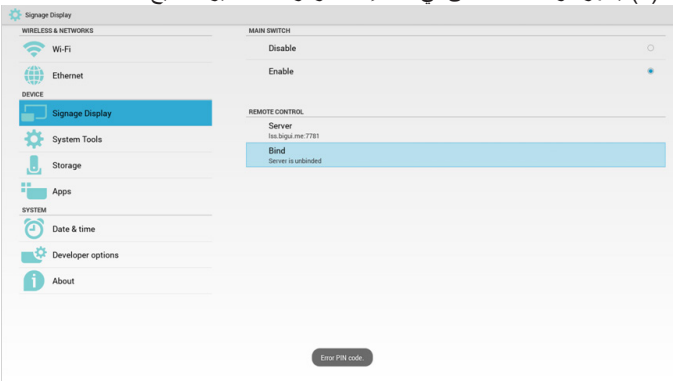 Signage Display
WIRELESS & NETWORKS
Wi-Fi
Ethernet
DEVICE
Signage Display
System Tools
Storage
Apps
SYSTEM
Date & time
Developer options
About
MAIN SWITCH
Disable
Enable
REMOTE CONTROL
Server
lss.bigui.me:7781
Bind
Server is unbinded
Error PIN code.